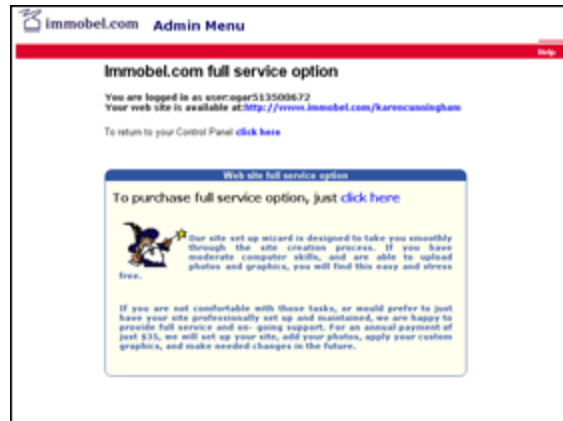 immobel.com Admin Menu
Help
Immobel.com full service option
You are logged in as user:ogar513500672
Your web site is available at:http://www.immobel.com/karencunningham
To return to your Control Panel click here
Web site full service option
To purchase full service option, just click here
Our site set up wizard is designed to take you smoothly
through the site creation process. If you have
moderate computer skills, and are able to upload
photos and graphics, you will find this easy and stress
free.
If you are not comfortable with those tasks, or would prefer to just
have your site professionally set up and maintained, we are happy to
provide full service and on- going support. For an annual payment of
just $35, we will set up your site, add your photos, apply your custom
graphics, and make needed changes in the future.